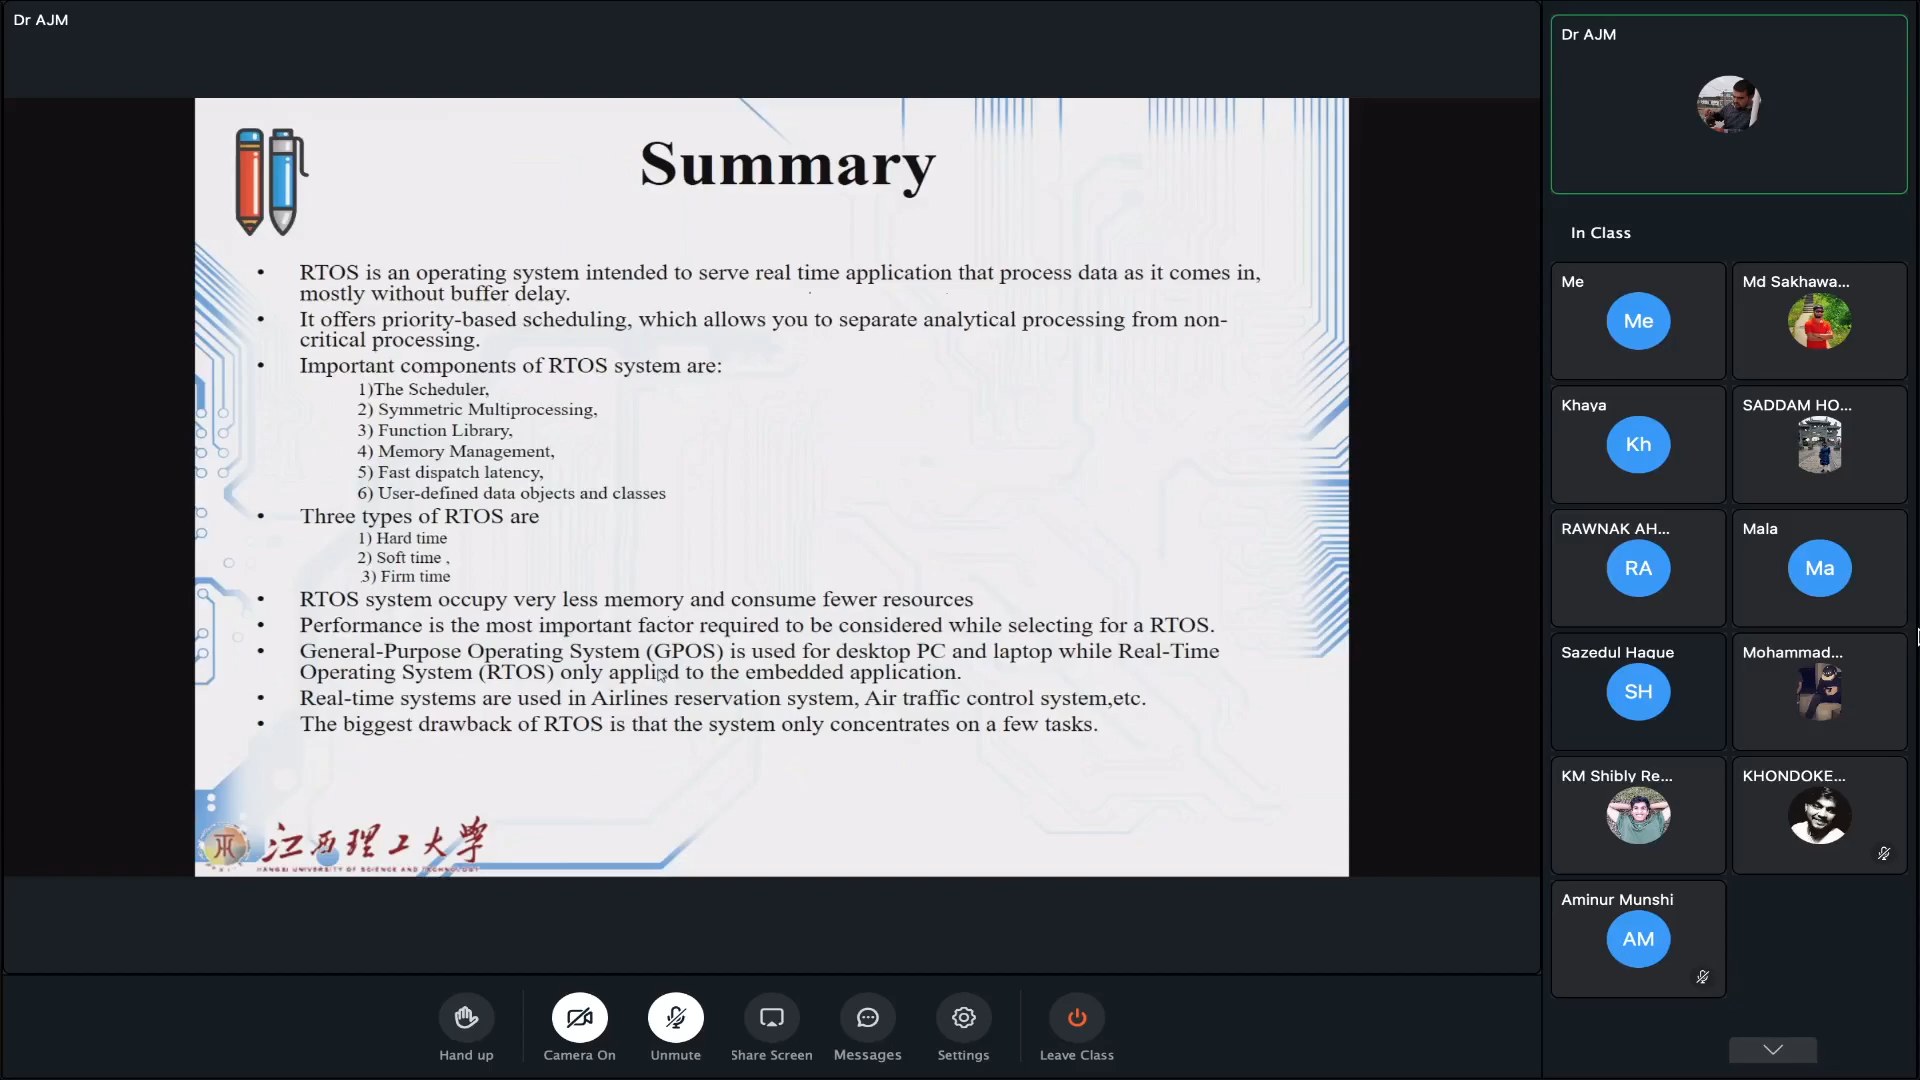 Dr AJM
Summary
• RTOS is an operating system intended to serve real time application that process data as it comes in,
mostly without buffer delay.
• It offers priority-based scheduling, which allows you to separate analytical processing from non-
critical processing.
• Important components of RTOS system are:
1)The Scheduler,
2) Symmetric Multiprocessing,
3) Function Library,
4) Memory Management,
5) Fast dispatch latency,
6) User-defined data objects and classes
• Three types of RTOS are
1) Hard time
2) Soft time ,
3) Firm time
• RTOS system occupy very less memory and consume fewer resources
• Performance is the most important factor required to be considered while selecting for a RTOS.
• General-Purpose Operating System (GPOS) is used for desktop PC and laptop while Real-Time
Operating System (RTOS) only applied to the embedded application.
• Real-time systems are used in Airlines reservation system, Air traffic control system,etc.
• The biggest drawback of RTOS is that the system only concentrates on a few tasks.
江西理工大学
UNIVERSITY OF SCIENCE AND TECHNOLOGY
Dr AJM
In Class
Me
Me
Md Sakhawa...
Khaya
Kh
SADDAM HO...
RAWNAK AH...
RA
Mala
Ma
Sazedul Haque
SH
Mohammad...
KM Shibly Re...
KHONDOKE...
Aminur Munshi
AM
Hand up
Camera On
Unmute
Share Screen
Messages
Settings
Leave Class